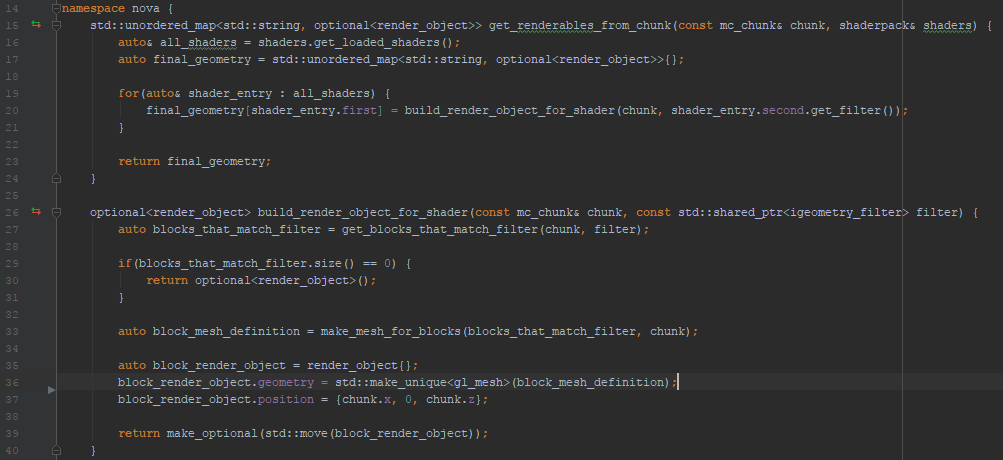 14 namespace nova {
15 std::unordered_map<std::string, optional<render_object>> get_renderables_from_chunk(const mc_chunk& chunk, shaderpack& shaders) {
16 auto& all_shaders = shaders.get_loaded_shaders();
17 auto final_geometry = std::unordered_map<std::string, optional<render_object>>{};
18
19 for(auto& shader_entry : all_shaders) {
20 final_geometry[shader_entry.first] = build_render_object_for_shader(chunk, shader_entry.second.get_filter());
21 }
22
23 return final_geometry;
24 }
25
26 optional<render_object> build_render_object_for_shader(const mc_chunk& chunk, const std::shared_ptr<igeometry_filter> filter) {
27 auto blocks_that_match_filter = get_blocks_that_match_filter(chunk, filter);
28
29 if(blocks_that_match_filter.size() == 0) {
30 return optional<render_object>();
31 }
32
33 auto block_mesh_definition = make_mesh_for_blocks(blocks_that_match_filter, chunk);
34
35 auto block_render_object = render_object{};
36 block_render_object.geometry = std::make_unique<gl_mesh>(block_mesh_definition);
37 block_render_object.position = {chunk.x, 0, chunk.z};
38
39 return make_optional(std::move(block_render_object));
40 }